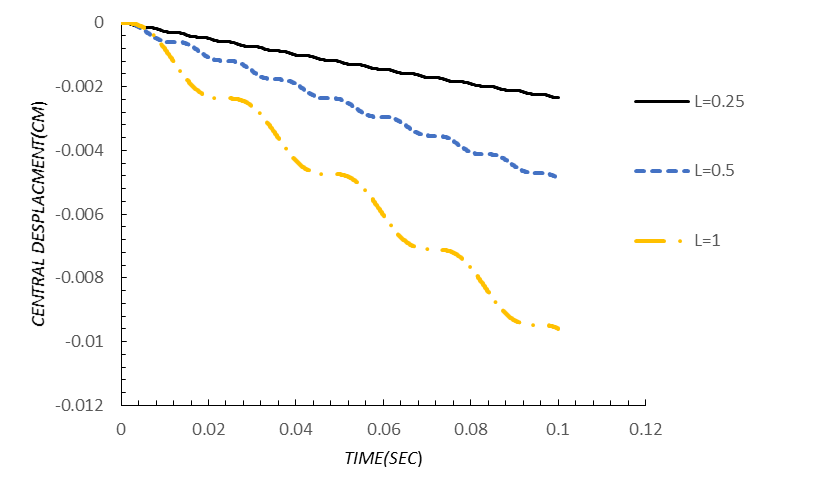 0
-0.002
-0.004
-0.006
-0.008
-0.01
-0.012
CENTRAL DESPLACMENT(CM)
0
0.02
0.04
0.06
0.08
0.1
0.12
TIME(SEC)
L=0.25
L=0.5
L=1